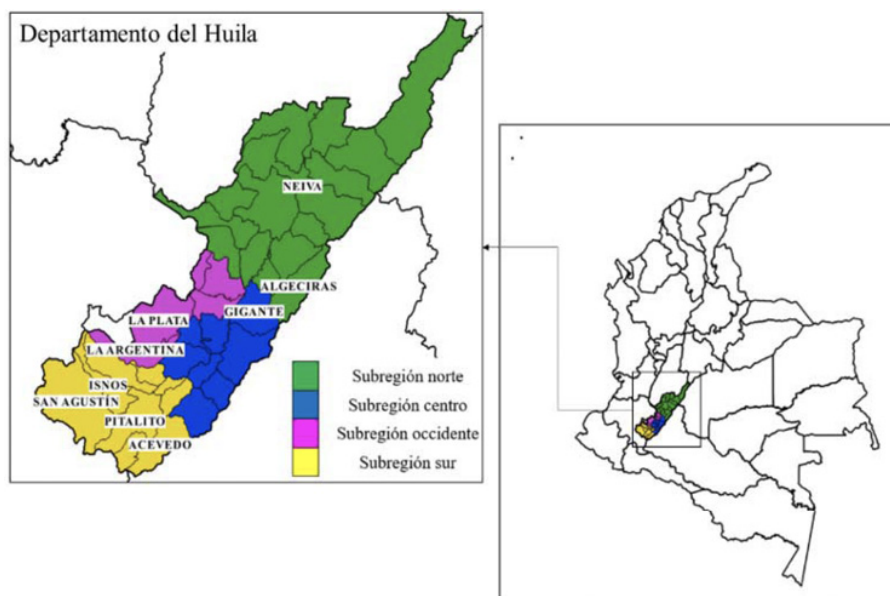 Departamento del Huila
NEIVA
ALGECIRAS
GIGANTE
LA PLATA
LA ARGENTINA
ISNOS
SAN AGUSTÍN
PITALITO
ACEVEDO
Subregión norte
Subregión centro
Subregión occidente
Subregión sur